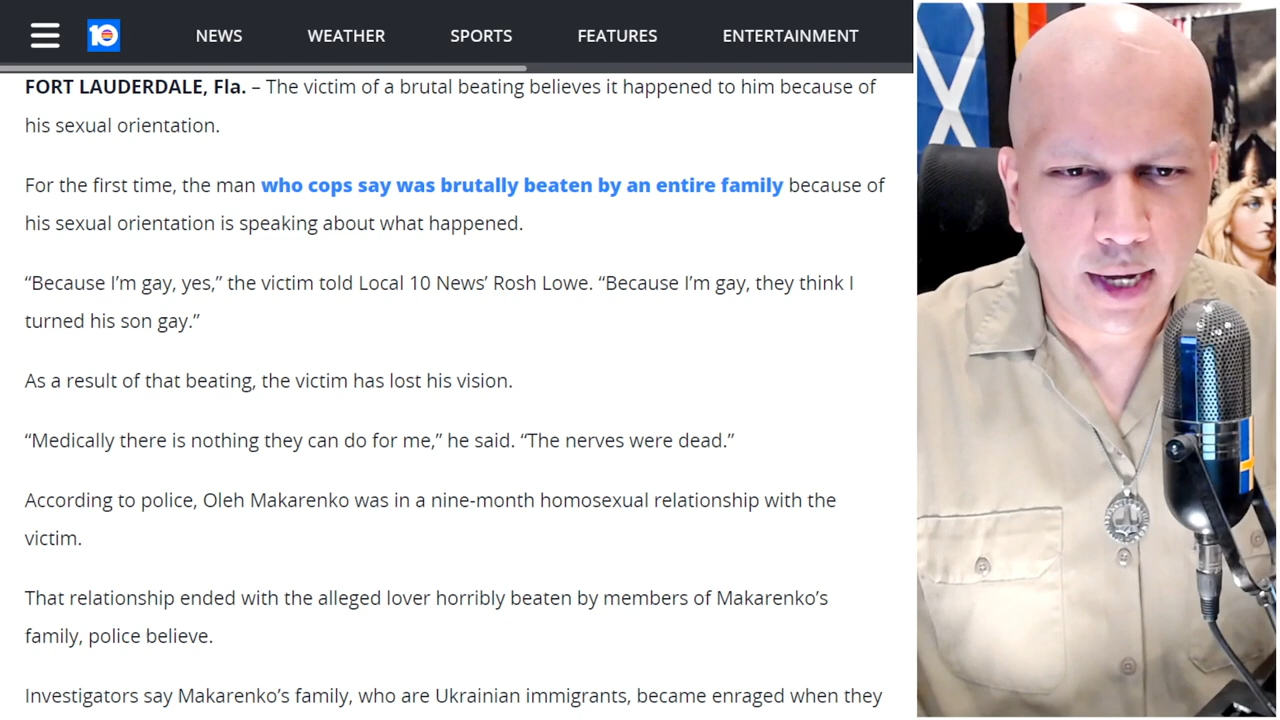 10 NEWS WEATHER SPORTS FEATURES ENTERTAINMENT
FORT LAUDERDALE, Fla. – The victim of a brutal beating believes it happened to him because of
his sexual orientation.
For the first time, the man who cops say was brutally beaten by an entire family because of
his sexual orientation is speaking about what happened.
“Because I’m gay, yes,” the victim told Local 10 News’ Rosh Lowe. “Because I’m gay, they think I
turned his son gay.”
As a result of that beating, the victim has lost his vision.
“Medically there is nothing they can do for me,” he said. “The nerves were dead.”
According to police, Oleh Makarenko was in a nine-month homosexual relationship with the
victim.
That relationship ended with the alleged lover horribly beaten by members of Makarenko’s
family, police believe.
Investigators say Makarenko’s family, who are Ukrainian immigrants, became enraged when they